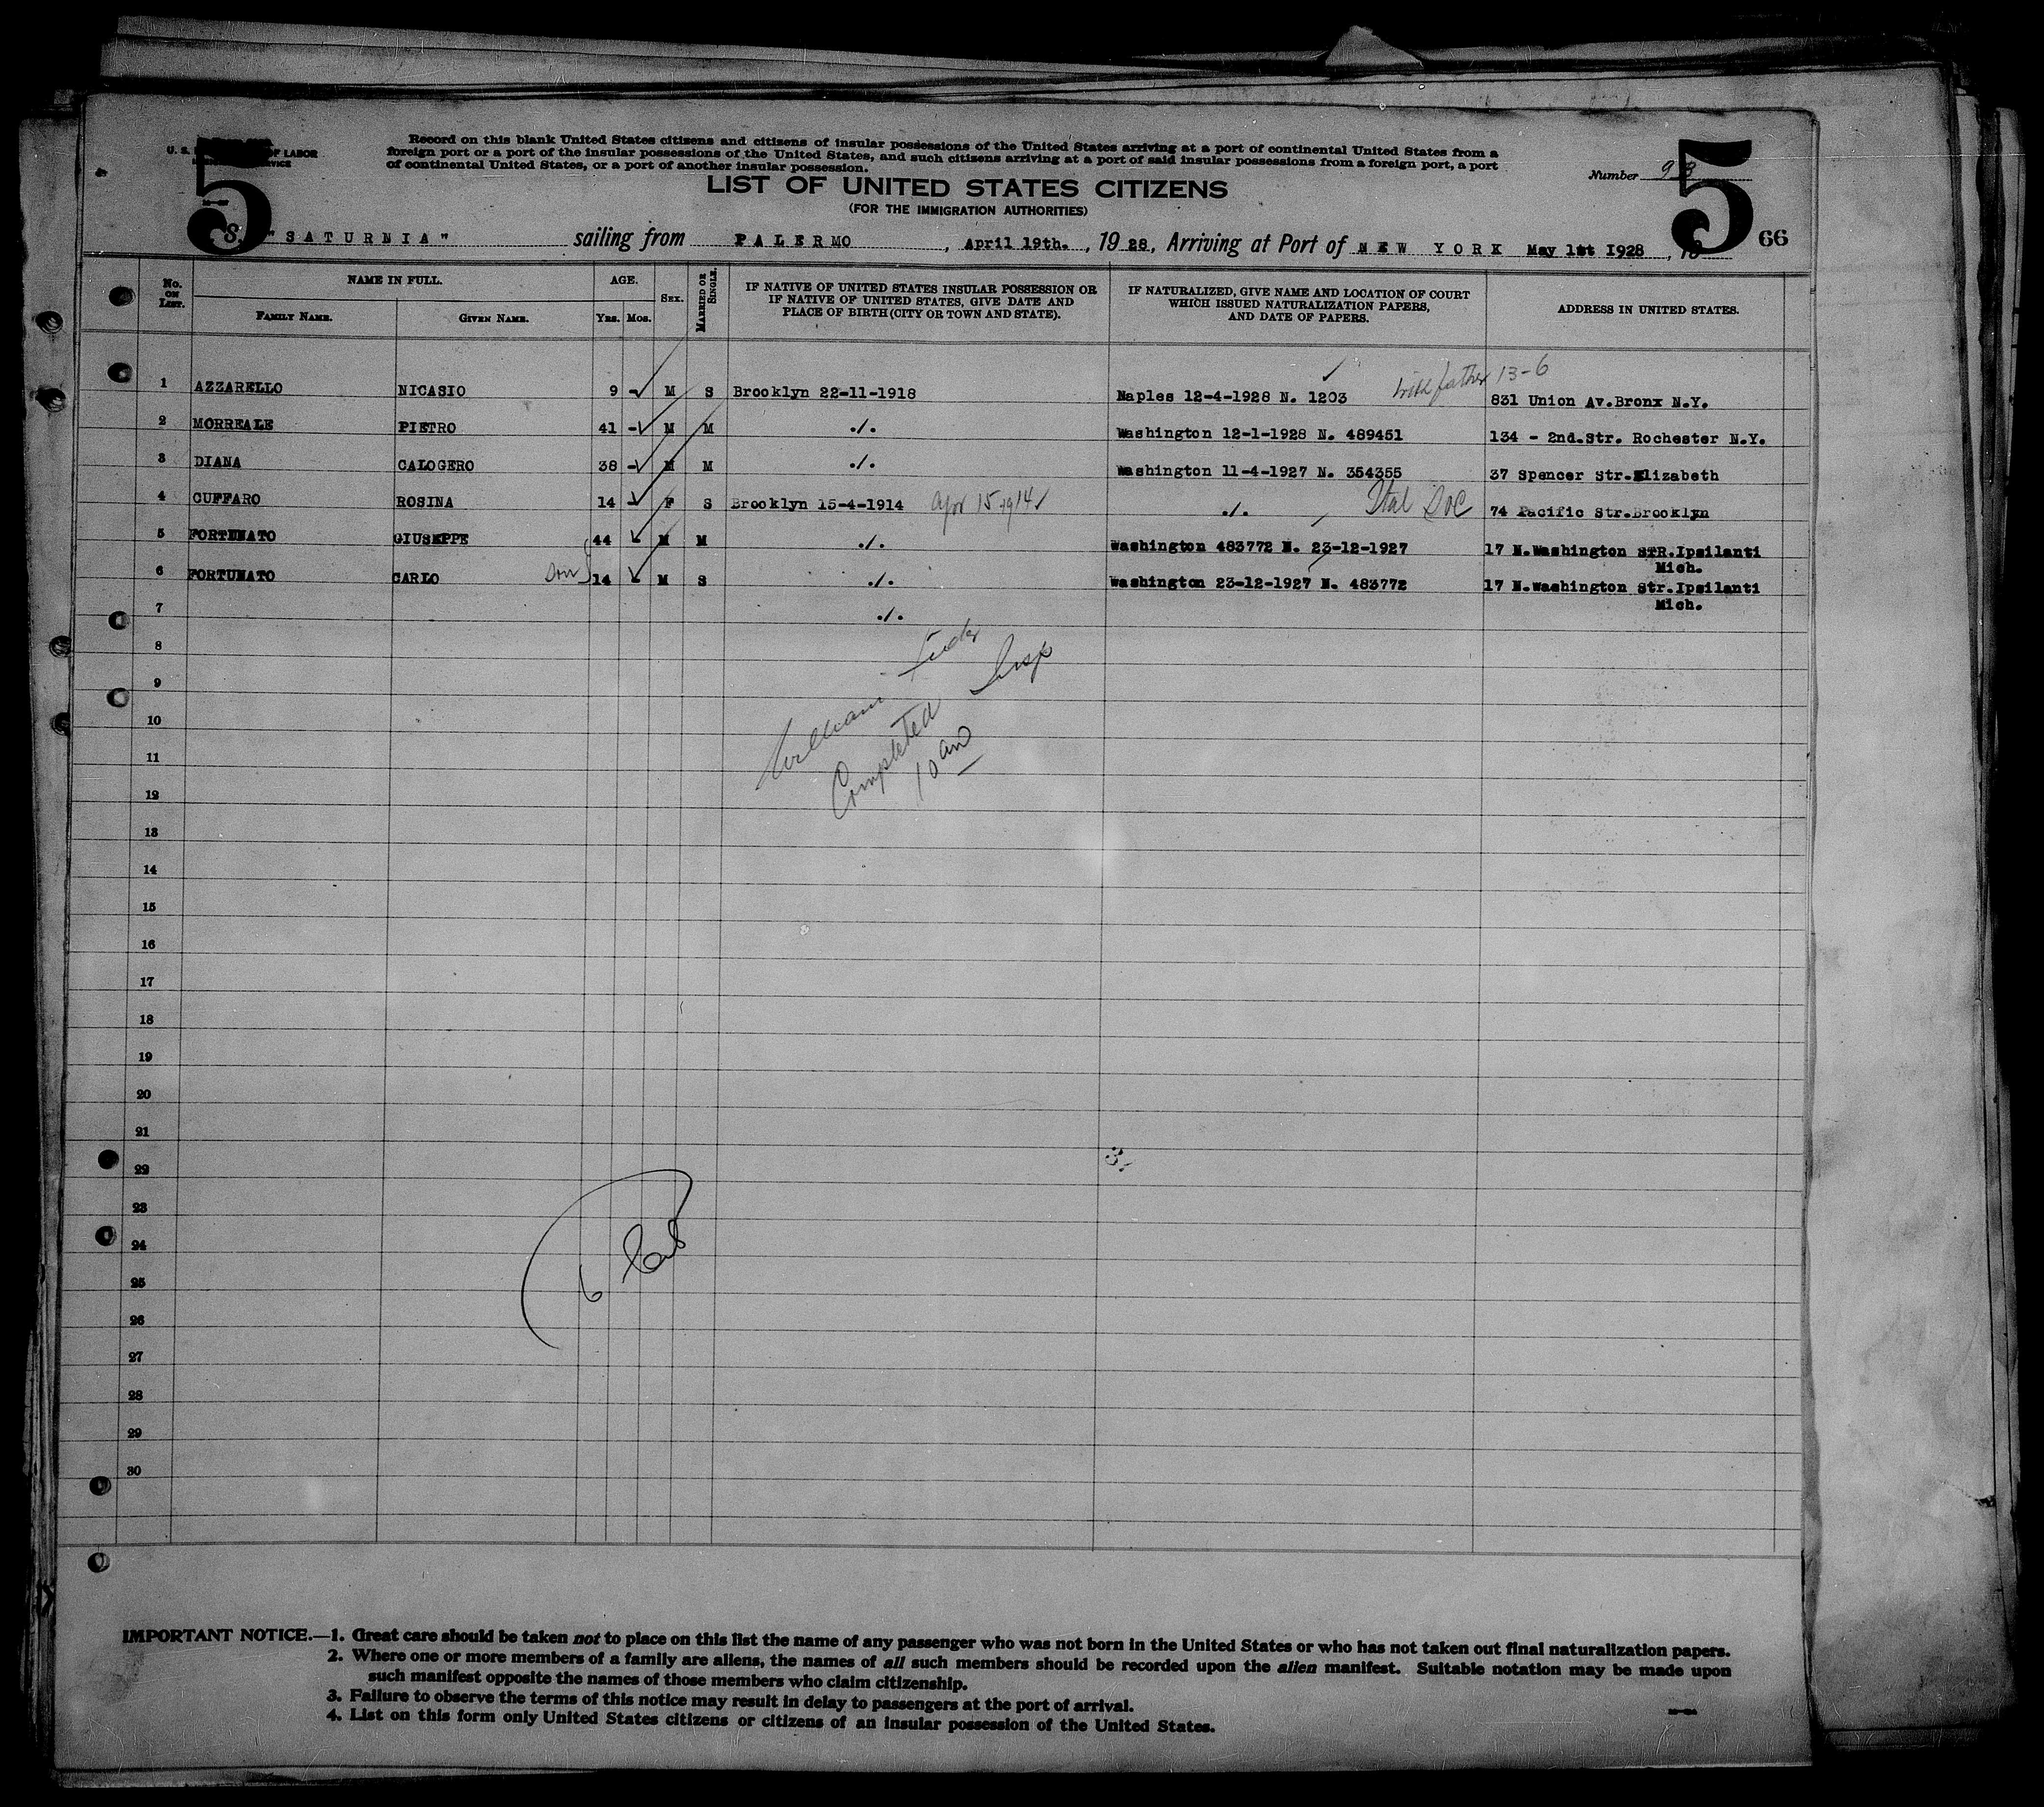 5
U. S. OF LABOR
Record on this blank United States citizens and citizens of insular possessions of the United States arriving at a port of continental United States from a
foreign port or a port of the insular possessions of the United States, and such citizens arriving at a port of said insular possessions from a foreign port, a port
of continental United States, or a port of another insular possession.
LIST OF UNITED STATES CITIZENS
(FOR THE IMMIGRATION AUTHORITIES)
Number
5
66
S. "SATURNIA" sailing from PALERMO, April 19th., 1928, Arriving at Port of NEW YORK May 1st 1928, 19
No. on List. NAME IN FULL. AGE. Sex. Married or Single. IF NATIVE OF UNITED STATES INSULAR POSSESSION OR IF NATIVE OF UNITED STATES, GIVE DATE AND PLACE OF BIRTH (CITY OR TOWN AND STATE). IF NATURALIZED, GIVE NAME AND LOCATION OF COURT WHICH ISSUED NATURALIZATION PAPERS, AND DATE OF PAPERS. ADDRESS IN UNITED STATES.
Family Name. Given Name. Yrs. Mos.
with father 13-6
1 AZZARELLO NICASIO 9 - M S Brooklyn 22-11-1918 Naples 12-4-1928 N. 1203 831 Union Av.Bronx N.Y.
2 MORREALE PIETRO 41 - M M ./. Washington 12-1-1928 N. 489451 134 - 2nd.Str. Rochester N.Y.
3 DIANA CALOGERO 38 - M M ./. Washington 11-4-1927 N. 354355 37 Spencer Str.Elizabeth
4 CUFFARO ROSINA 14 - F S Brooklyn 15-4-1914 Apr 15-1914 ./. Ital Doc 74 Pacific Str.Brooklyn
5 FORTUNATO GIUSEPPE 44 - M M ./. Washington 483772 N. 23-12-1927 17 N.Washington STR.Ipsilanti
Mich.
6 FORTUNATO CARLO Son 14 - M S ./. Washington 23-12-1927 N. 483772 17 N.Washington Str.Ipsilanti
Mich.
7 ./.
8
9
10
11
12
13
14
15
16
17
18
19
20
21
22
23
24
25
26
27
28
29
30
William Insp
Completed
10 am
6
IMPORTANT NOTICE.—1. Great care should be taken not to place on this list the name of any passenger who was not born in the United States or who has not taken out final naturalization papers.
2. Where one or more members of a family are aliens, the names of all such members should be recorded upon the alien manifest. Suitable notation may be made upon
such manifest opposite the names of those members who claim citizenship.
3. Failure to observe the terms of this notice may result in delay to passengers at the port of arrival.
4. List on this form only United States citizens or citizens of an insular possession of the United States.